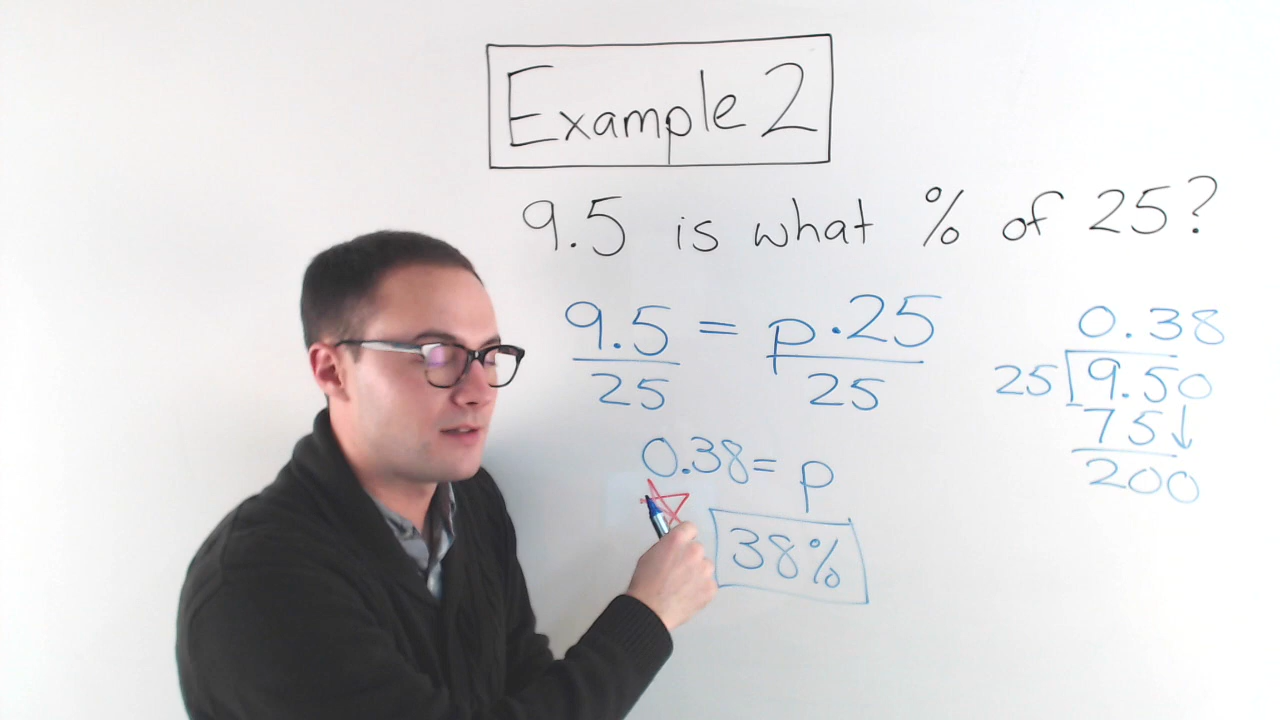 Example 2
9.5 is what % of 25?
9.5 = p·25
25 25
0.38 = p
38%
0.38
25 9.50
75↓
200